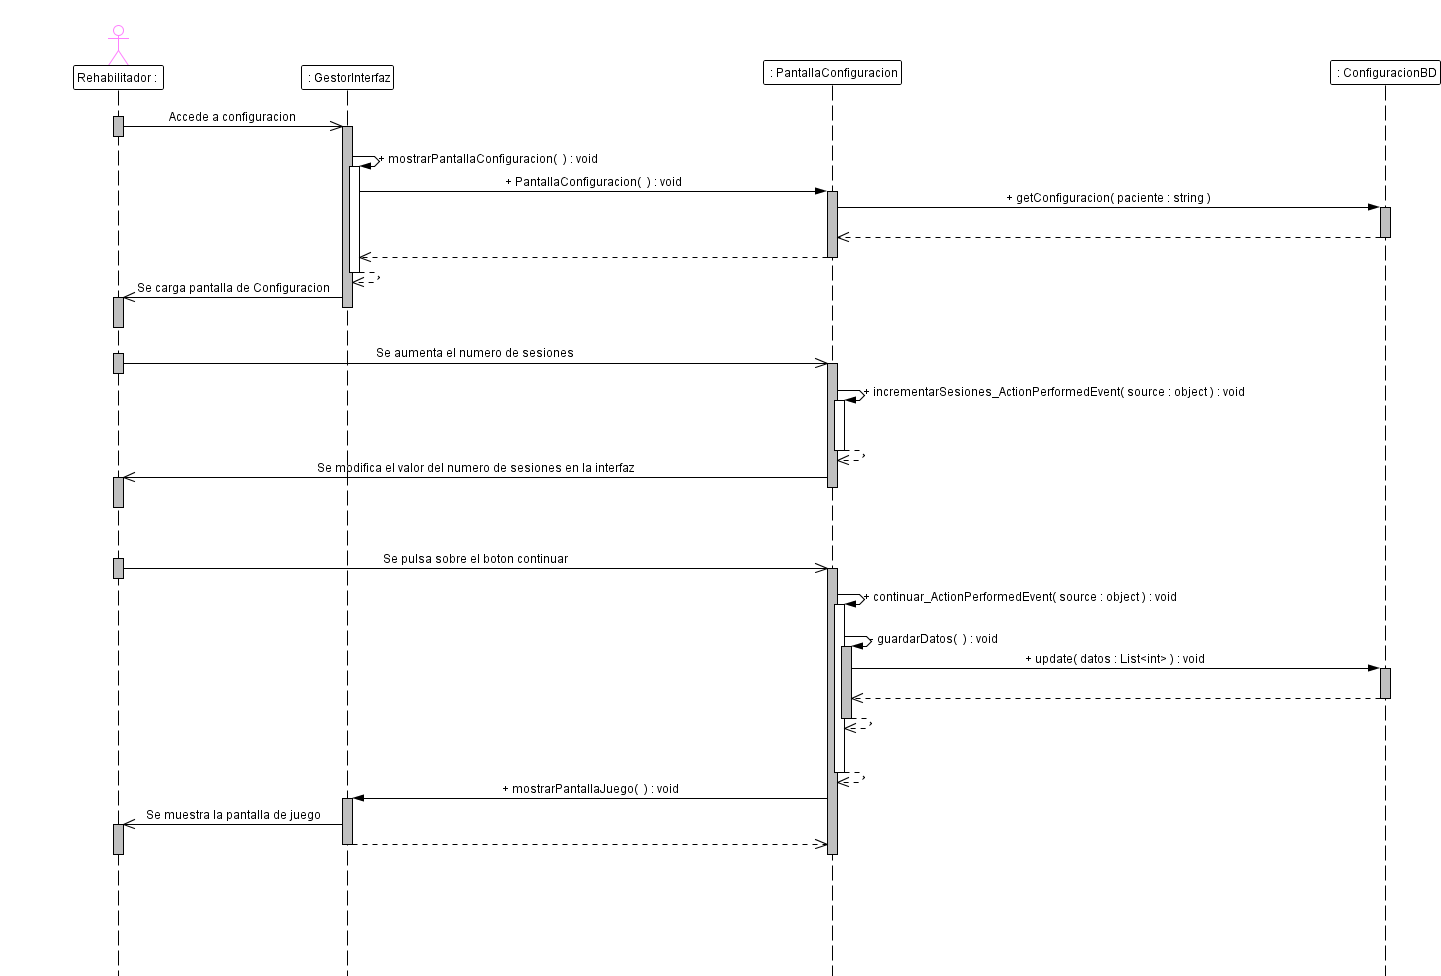 Rehabilitador :
: GestorInterfaz
: PantallaConfiguracion
: ConfiguracionBD
Accede a configuracion
+ mostrarPantallaConfiguracion( ) : void
+ PantallaConfiguracion( ) : void
+ getConfiguracion( paciente : string )
Se carga pantalla de Configuracion
Se aumenta el numero de sesiones
+ incrementarSesiones_ActionPerformedEvent( source : object ) : void
Se modifica el valor del numero de sesiones en la interfaz
Se pulsa sobre el boton continuar
+ continuar_ActionPerformedEvent( source : object ) : void
- guardarDatos( ) : void
+ update( datos : List<int> ) : void
+ mostrarPantallaJuego( ) : void
Se muestra la pantalla de juego